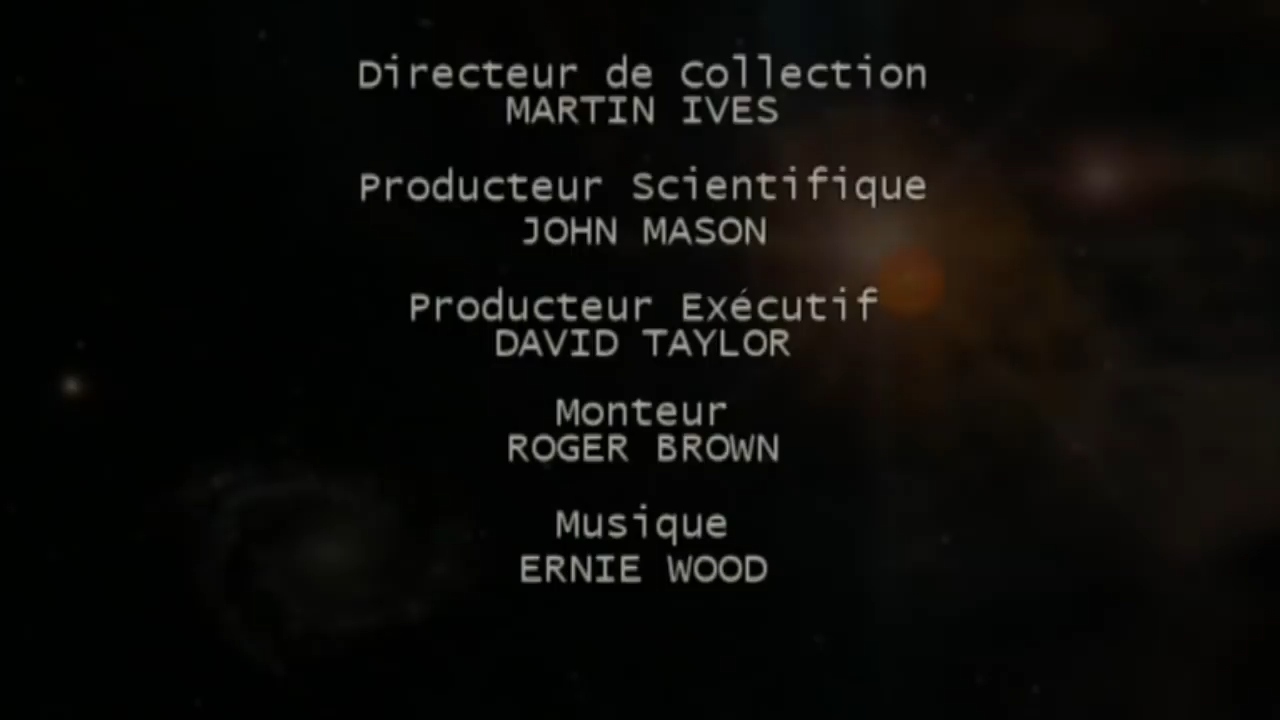 Directeur de Collection
MARTIN IVES
Producteur Scientifique
JOHN MASON
Producteur Exécutif
DAVID TAYLOR
Monteur
ROGER BROWN
Musique
ERNIE WOOD